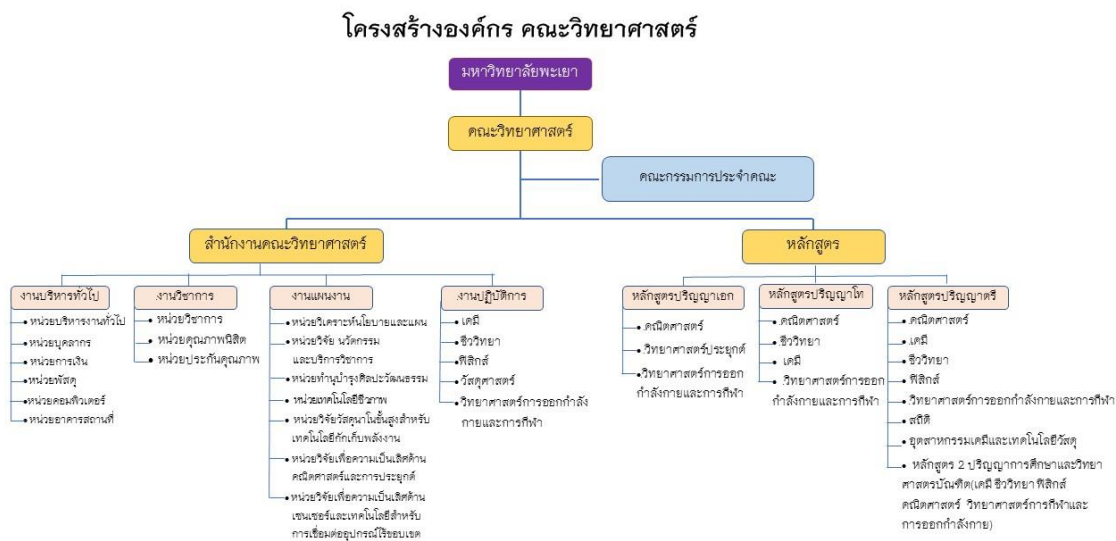 โครงสร้างองค์กร คณะวิทยาศาสตร์
มหาวิทยาลัยพะเยา
คณะวิทยาศาสตร์
คณะกรรมการประจำคณะ
สำนักงานคณะวิทยาศาสตร์
หลักสูตร
งานบริหารทั่วไป
• หน่วยบริหารงานทั่วไป
• หน่วยบุคลากร
• หน่วยการเงิน
• หน่วยพัสดุ
• หน่วยคอมพิวเตอร์
• หน่วยอาคารสถานที่
งานวิชาการ
• หน่วยวิชาการ
• หน่วยคุณภาพนิสิต
• หน่วยประกันคุณภาพ
งานแผนงาน
• หน่วยวิเคราะห์นโยบายและแผน
• หน่วยวิจัย นวัตกรรม
และบริการวิชาการ
• หน่วยทำนุบำรุงศิลปะวัฒนธรรม
• หน่วยเทคโนโลยีชีวภาพ
• หน่วยวิจัยวัสดุนาโนขั้นสูงสำหรับ
เทคโนโลยีกักเก็บพลังงาน
• หน่วยวิจัยเพื่อความเป็นเลิศด้าน
คณิตศาสตร์และการประยุกต์
• หน่วยวิจัยเพื่อความเป็นเลิศด้าน
เซนเซอร์และเทคโนโลยีสำหรับ
การเชื่อมต่ออุปกรณ์ไร้ขอบเขต
งานปฏิบัติการ
• เคมี
• ชีววิทยา
• ฟิสิกส์
• วัสดุศาสตร์
• วิทยาศาสตร์การออกกำลัง
กายและการกีฬา
หลักสูตรปริญญาเอก
• คณิตศาสตร์
• วิทยาศาสตร์ประยุกต์
• วิทยาศาสตร์การออก
กำลังกายและการกีฬา
หลักสูตรปริญญาโท
• คณิตศาสตร์
• ชีววิทยา
• เคมี
• วิทยาศาสตร์การออก
กำลังกายและการกีฬา
หลักสูตรปริญญาตรี
• คณิตศาสตร์
• เคมี
• ชีววิทยา
• ฟิสิกส์
• วิทยาศาสตร์การออกกำลังกายและการกีฬา
• สถิติ
• อุตสาหกรรมเคมีและเทคโนโลยีวัสดุ
• หลักสูตร 2 ปริญญาการศึกษาและวิทยา
ศาสตรบัณฑิต(เคมี ชีววิทยา ฟิสิกส์
คณิตศาสตร์ วิทยาศาสตร์การกีฬาและ
การออกกำลังกาย)